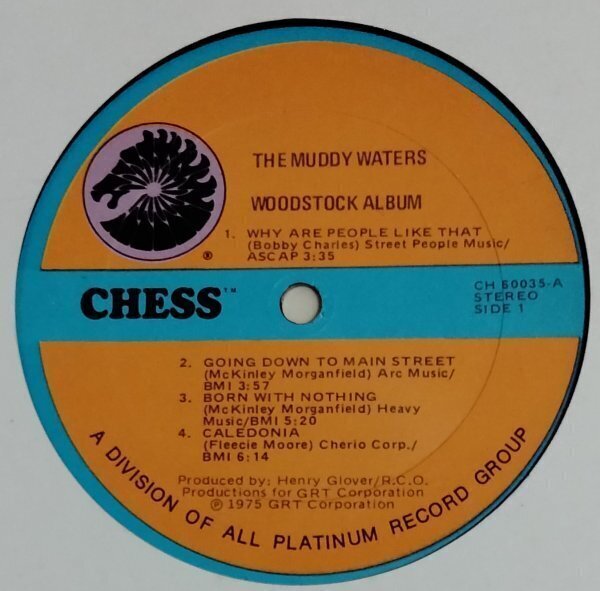 THE MUDDY WATERS
WOODSTOCK ALBUM
1. WHY ARE PEOPLE LIKE THAT
(Bobby Charles) Street People Music/
ASCAP 3:35
®
CHESS™
CH 60035-A
STEREO
SIDE 1
2. GOING DOWN TO MAIN STREET
(McKinley Morganfield) Arc Music/
BMI 3:57
3. BORN WITH NOTHING
(McKinley Morganfield) Heavy
Music/BMI 5:20
4. CALEDONIA
(Fleecie Moore) Cherio Corp./
BMI 6:14
Produced by: Henry Glover/R.C.O.
Productions for GRT Corporation
℗ 1975 GRT Corporation
A DIVISION OF ALL PLATINUM RECORD GROUP